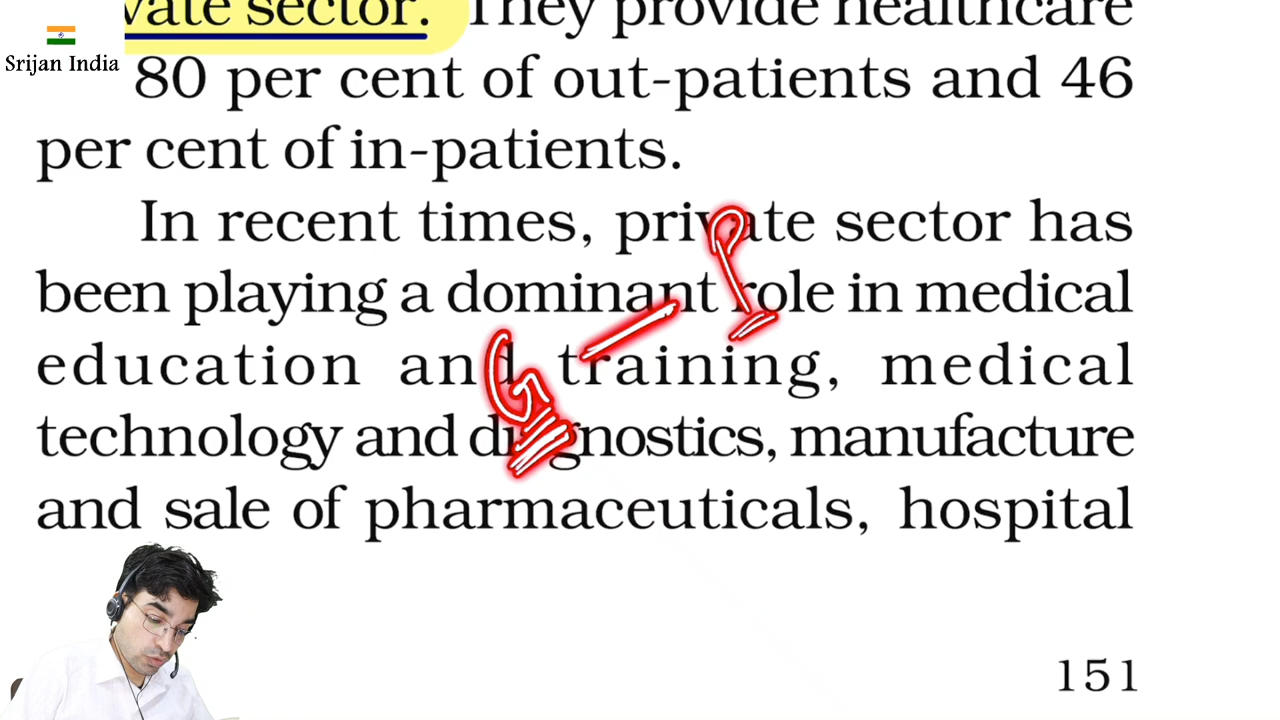 vate sector. They provide healthcare
Srijan India
80 per cent of out-patients and 46
per cent of in-patients.
In recent times, private sector has
been playing a dominant role in medical
education and training, medical
technology and diagnostics, manufacture
and sale of pharmaceuticals, hospital
G – P
151